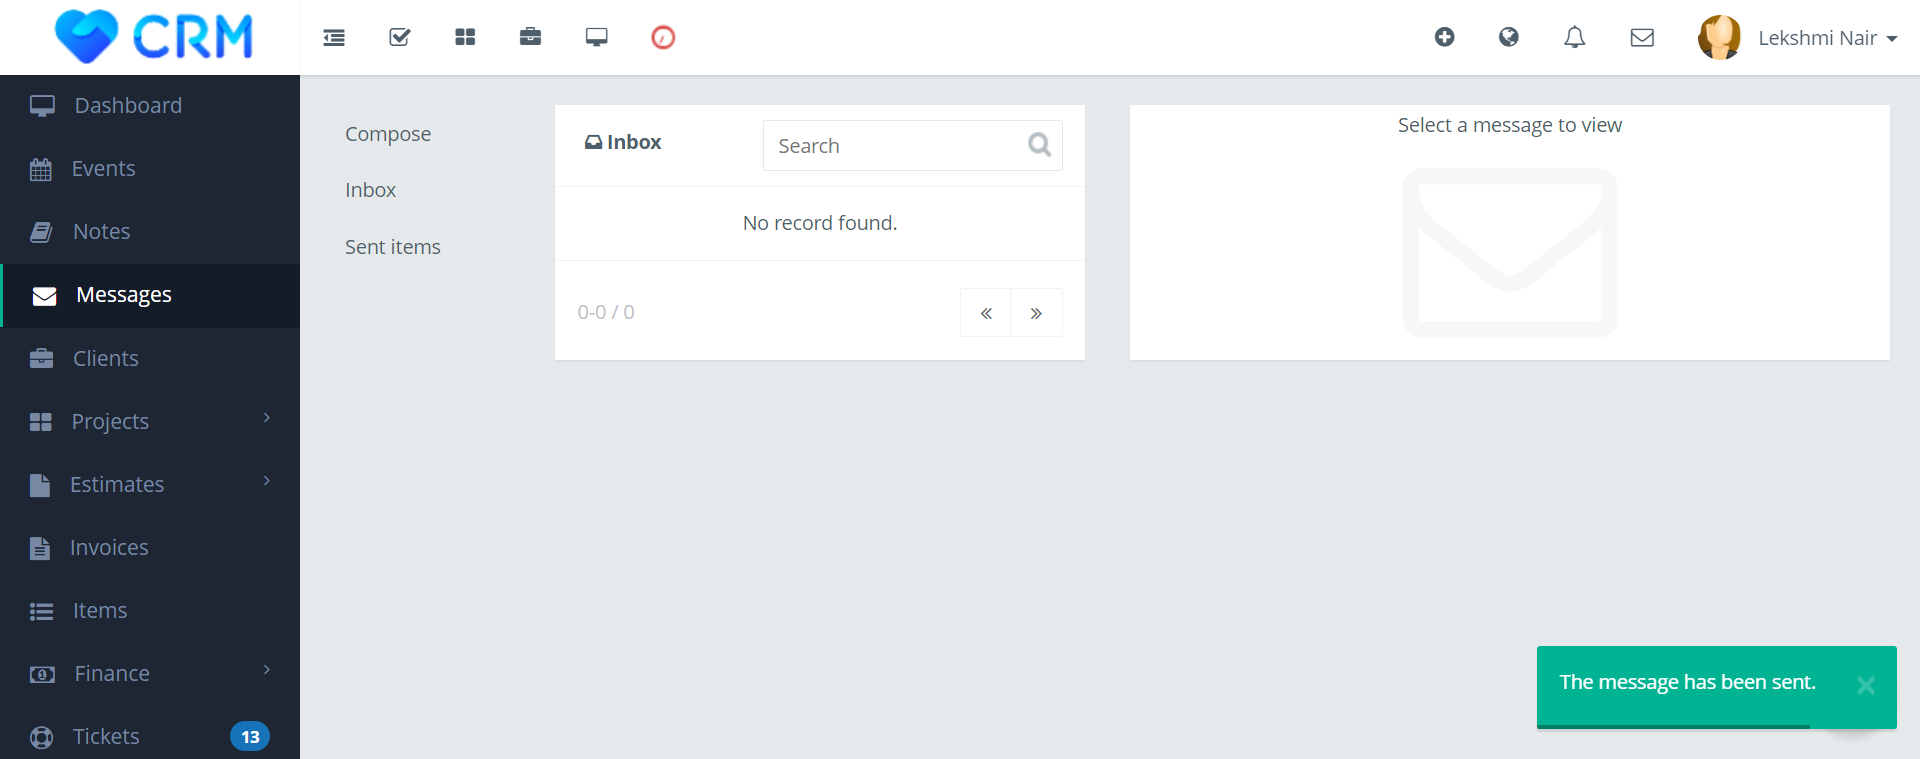 CRM
Lekshmi Nair
Dashboard
Events
Notes
Messages
Clients
Projects
Estimates
Invoices
Items
Finance
Tickets 13
Compose
Inbox
Sent items
Inbox
Search
No record found.
0-0 / 0
Select a message to view
The message has been sent.